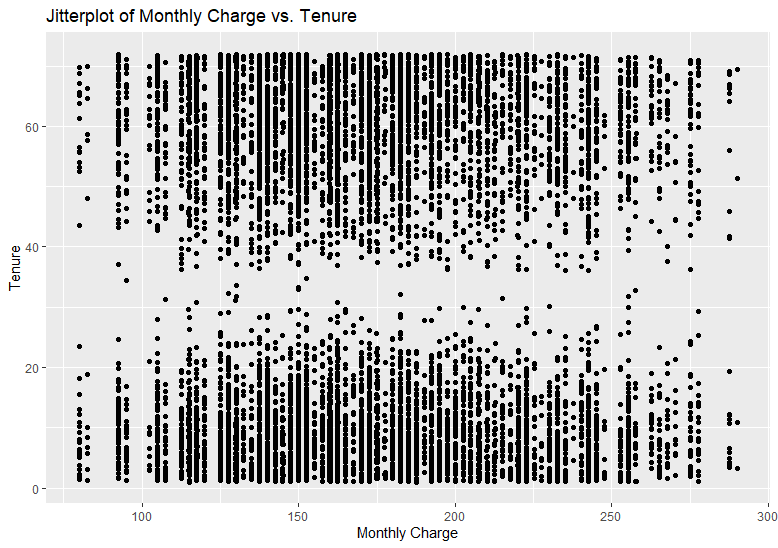 Jitterplot of Monthly Charge vs. Tenure
60
40
20
0
Tenure
100 150 200 250 300
Monthly Charge